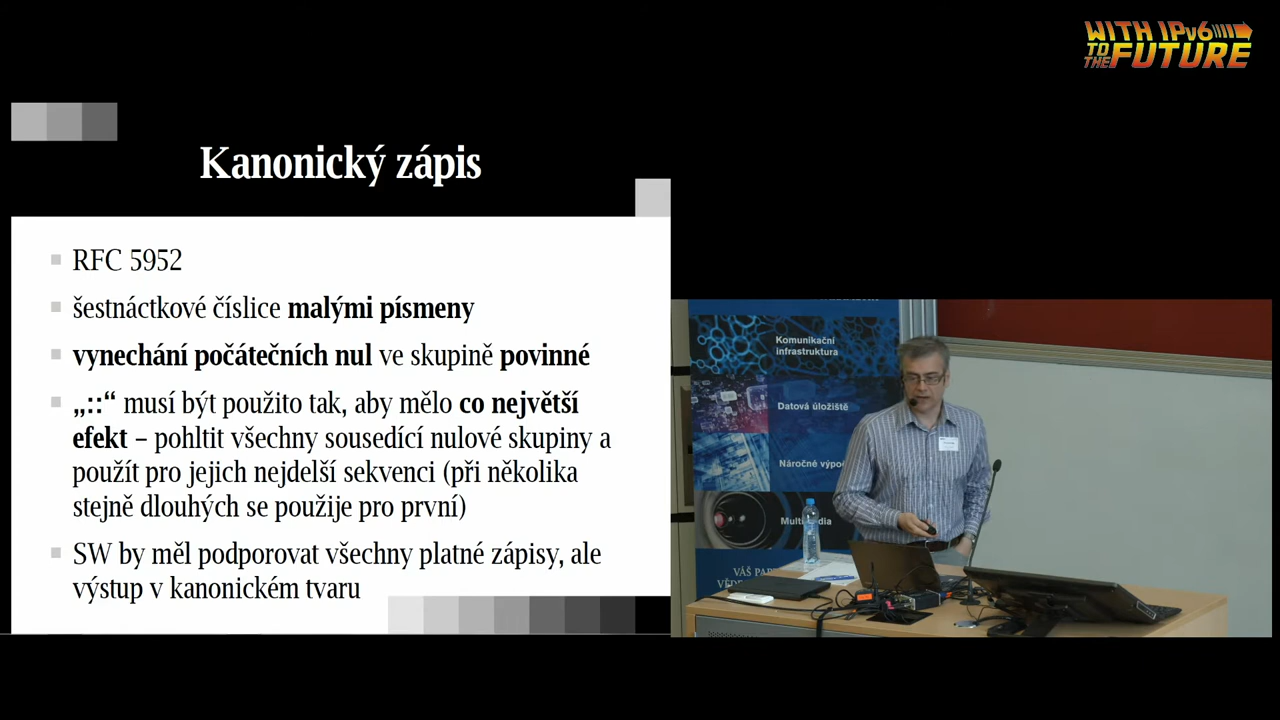 WITH IPv6
TO THE FUTURE
Kanonický zápis
RFC 5952
šestnáctkové číslice malými písmeny
vynechání počátečních nul ve skupině povinné
„::“ musí být použito tak, aby mělo co největší
efekt – pohltit všechny sousedící nulové skupiny a
použít pro jejich nejdelší sekvenci (při několika
stejně dlouhých se použije pro první)
SW by měl podporovat všechny platné zápisy, ale
výstup v kanonickém tvaru
Komunikační
infrastruktura
Datová úložiště
Náročné
VÁŠ